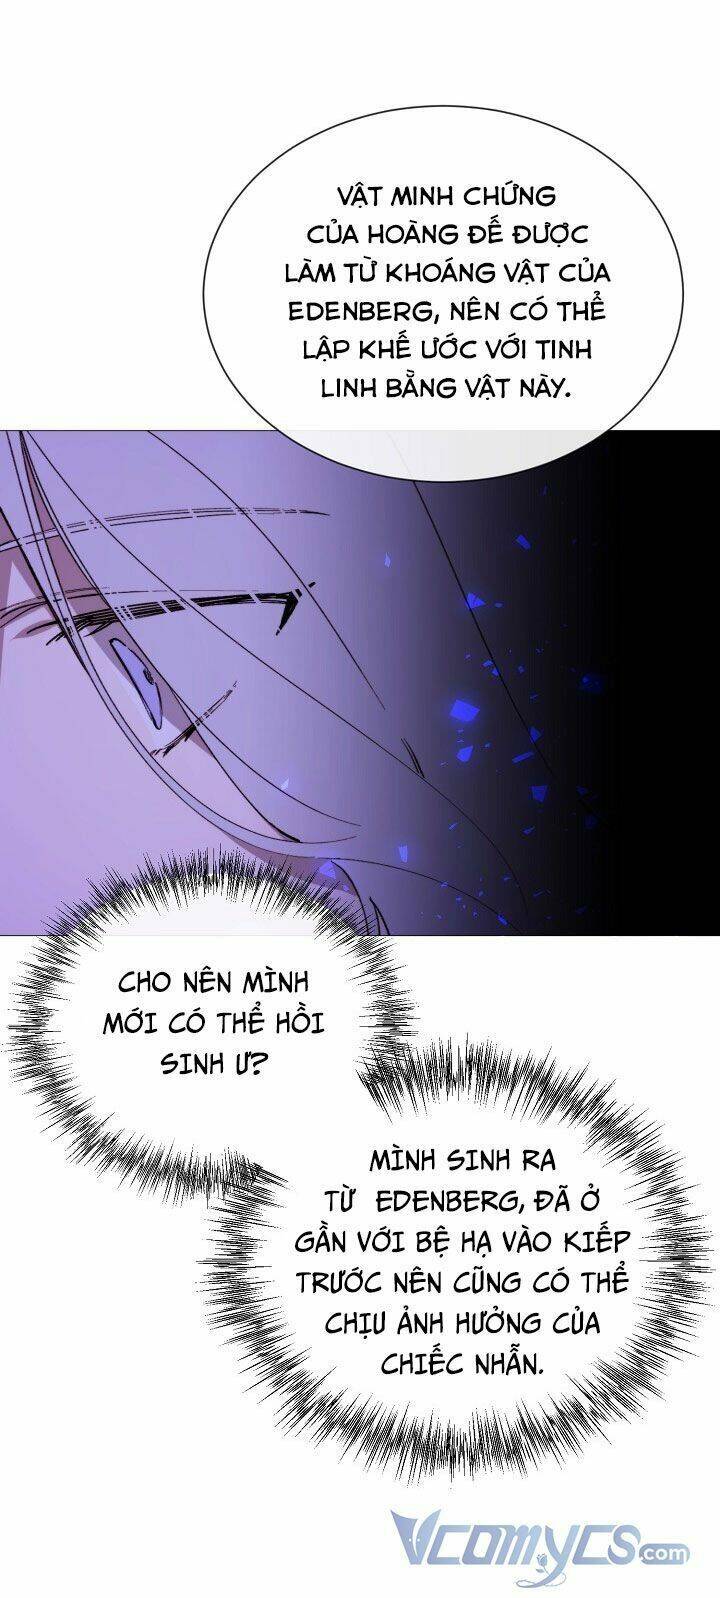 VẬT MINH CHỨNG
CỦA HOÀNG ĐẾ ĐƯỢC
LÀM TỪ KHOÁNG VẬT CỦA
EDENBERG, NÊN CÓ THỂ
LẬP KHẾ ƯỚC VỚI TINH
LINH BẰNG VẬT NÀY.
CHO NÊN MÌNH
MỚI CÓ THỂ HỒI
SINH Ư?
MÌNH SINH RA
TỪ EDENBERG, ĐÃ Ở
GẦN VỚI BỆ HẠ VÀO KIẾP
TRƯỚC NÊN CŨNG CÓ THỂ
CHỊU ẢNH HƯỞNG CỦA
CHIẾC NHẪN.
VCOMYCS.com